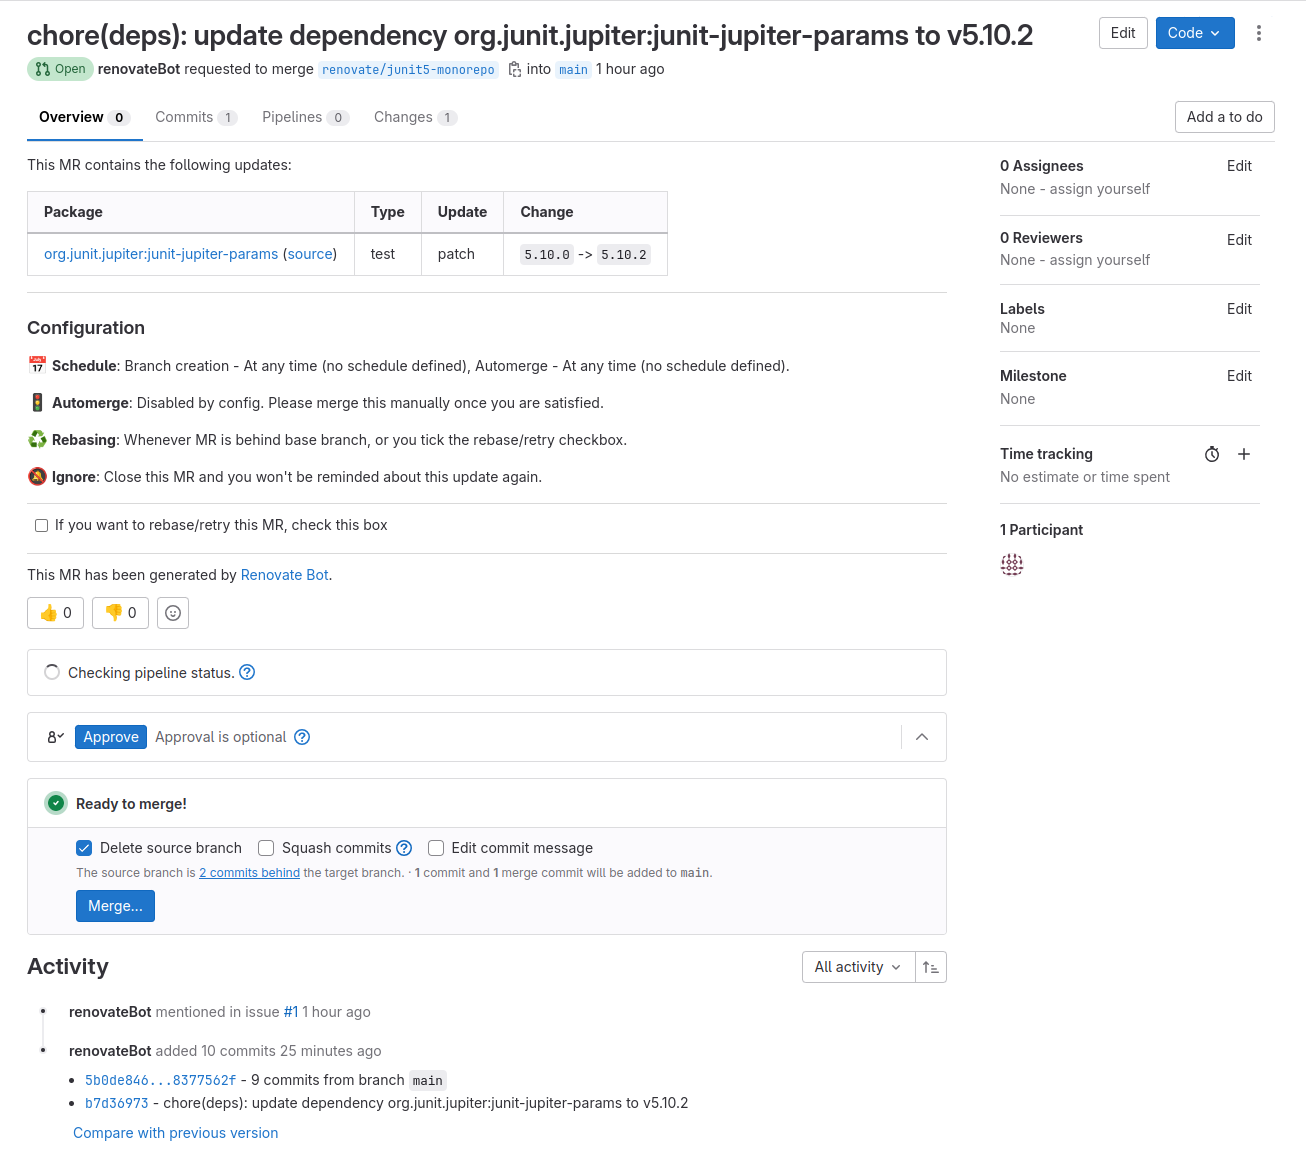 chore(deps): update dependency org.junit.jupiter:junit-jupiter-params to v5.10.2
Edit
Code
Open renovateBot requested to merge renovate/junit5-monorepo into main 1 hour ago
Overview 0
Commits 1
Pipelines 0
Changes 1
Add a to do
This MR contains the following updates:
Package Type Update Change
org.junit.jupiter:junit-jupiter-params (source) test patch 5.10.0 -> 5.10.2
Configuration
Schedule: Branch creation - At any time (no schedule defined), Automerge - At any time (no schedule defined).
Automerge: Disabled by config. Please merge this manually once you are satisfied.
Rebasing: Whenever MR is behind base branch, or you tick the rebase/retry checkbox.
Ignore: Close this MR and you won't be reminded about this update again.
If you want to rebase/retry this MR, check this box
This MR has been generated by Renovate Bot.
👍 0
👎 0
Checking pipeline status.
Approve Approval is optional
Ready to merge!
Delete source branch
Squash commits
Edit commit message
The source branch is 2 commits behind the target branch. · 1 commit and 1 merge commit will be added to main.
Merge...
Activity
All activity
renovateBot mentioned in issue #1 1 hour ago
renovateBot added 10 commits 25 minutes ago
• 5b0de846...8377562f - 9 commits from branch main
• b7d36973 - chore(deps): update dependency org.junit.jupiter:junit-jupiter-params to v5.10.2
Compare with previous version
0 Assignees Edit
None - assign yourself
0 Reviewers Edit
None - assign yourself
Labels Edit
None
Milestone Edit
None
Time tracking
No estimate or time spent
1 Participant